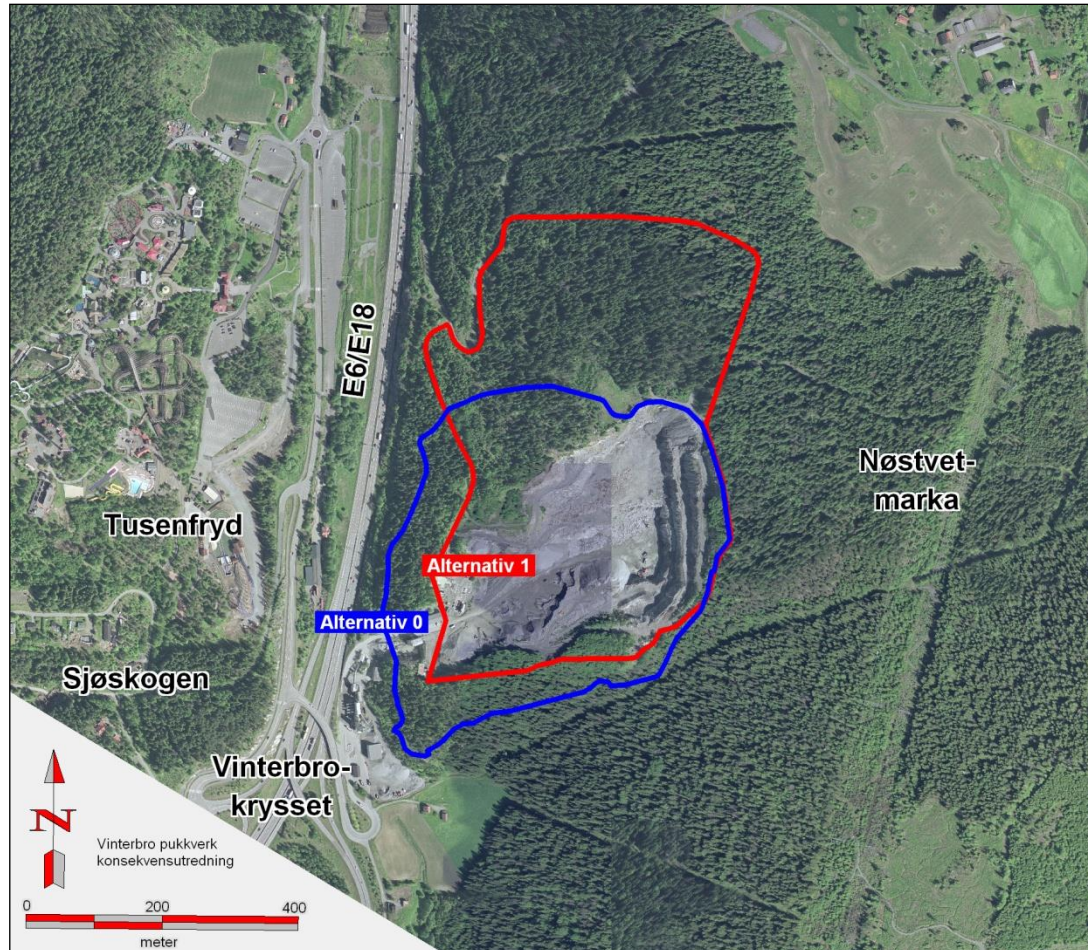 E6/E18
Nøstvet-
marka
Tusenfryd
Alternativ 1
Alternativ 0
Sjøskogen
Vinterbro-
krysset
N
Vinterbro pukkverk
konsekvensutredning
0 200 400
meter